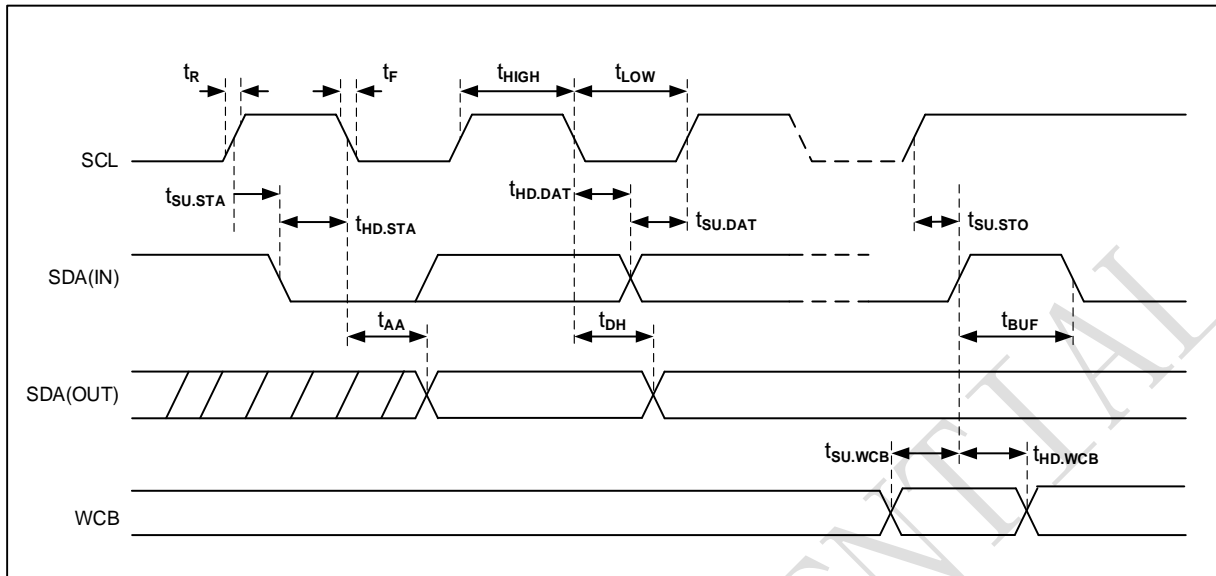 tR
tF
tHIGH
tLOW
SCL
tSU.STA
tHD.STA
tHD.DAT
tSU.DAT
tSU.STO
SDA(IN)
tAA
tDH
tBUF
SDA(OUT)
tSU.WCB
tHD.WCB
WCB
ENTIAL